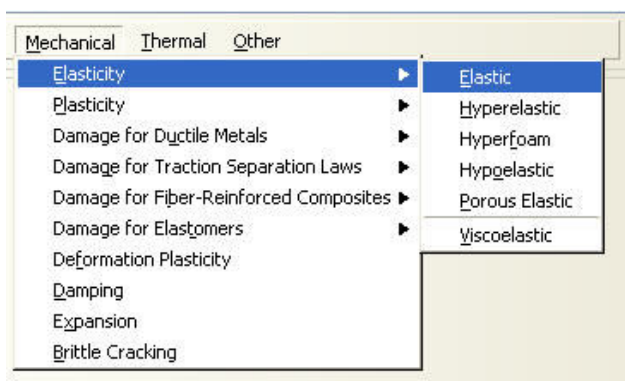 Mechanical Thermal Other
Elasticity
Plasticity
Damage for Ductile Metals
Damage for Traction Separation Laws
Damage for Fiber-Reinforced Composites
Damage for Elastomers
Deformation Plasticity
Damping
Expansion
Brittle Cracking
Elastic
Hyperelastic
Hyperfoam
Hypoelastic
Porous Elastic
Viscoelastic